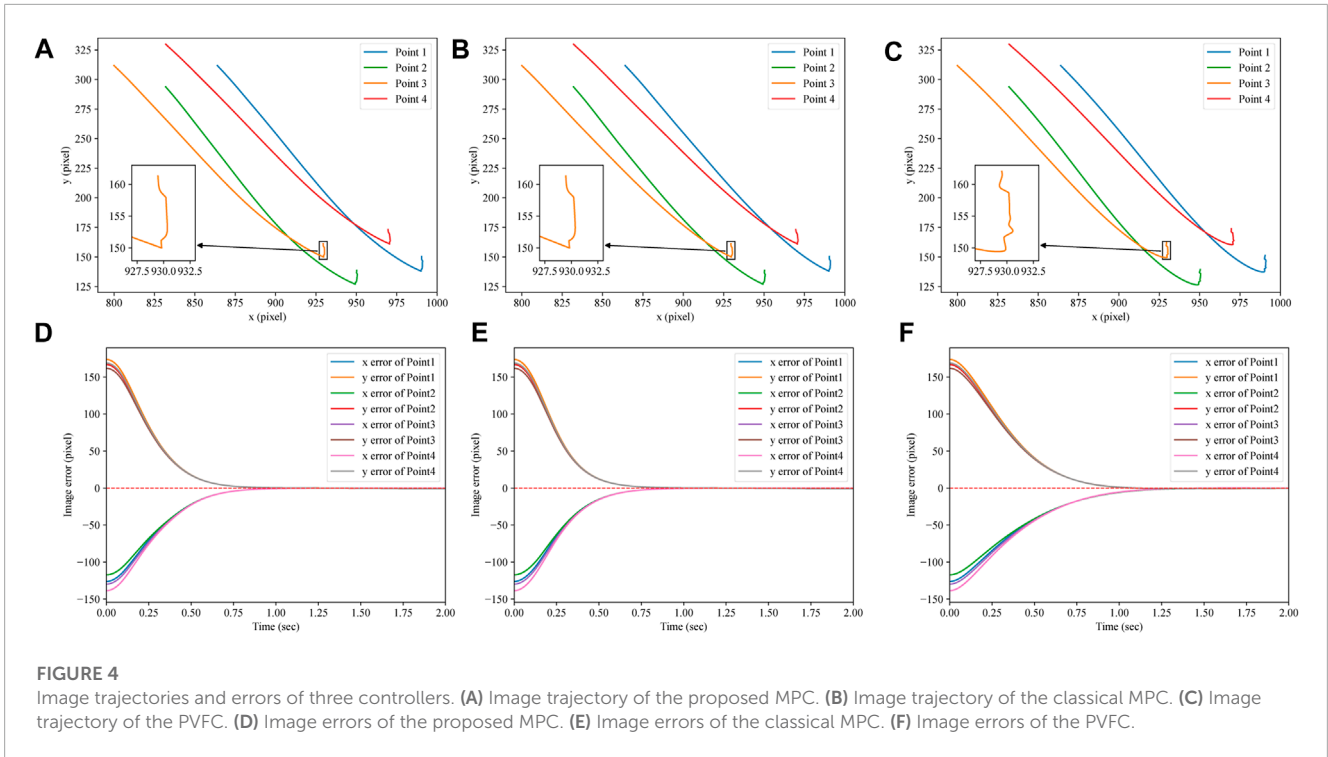 A
y (pixel)
325
300
275
250
225
200
175
150
125
Point 1
Point 2
Point 3
Point 4
160
155
150
927.5 930.0 932.5
800 825 850 875 900 925 950 975 1000
x (pixel)
B
y (pixel)
325
300
275
250
225
200
175
150
125
Point 1
Point 2
Point 3
Point 4
160
155
150
927.5 930.0 932.5
800 825 850 875 900 925 950 975 1000
x (pixel)
C
y (pixel)
325
300
275
250
225
200
175
150
125
Point 1
Point 2
Point 3
Point 4
160
155
150
927.5 930.0 932.5
800 825 850 875 900 925 950 975 1000
x (pixel)
D
Image error (pixel)
150
100
50
0
−50
−100
−150
x error of Point1
y error of Point1
x error of Point2
y error of Point2
x error of Point3
y error of Point3
x error of Point4
y error of Point4
0.00 0.25 0.50 0.75 1.00 1.25 1.50 1.75 2.00
Time (sec)
E
Image error (pixel)
150
100
50
0
−50
−100
−150
x error of Point1
y error of Point1
x error of Point2
y error of Point2
x error of Point3
y error of Point3
x error of Point4
y error of Point4
0.00 0.25 0.50 0.75 1.00 1.25 1.50 1.75 2.00
Time (sec)
F
Image error (pixel)
150
100
50
0
−50
−100
−150
x error of Point1
y error of Point1
x error of Point2
y error of Point2
x error of Point3
y error of Point3
x error of Point4
y error of Point4
0.00 0.25 0.50 0.75 1.00 1.25 1.50 1.75 2.00
Time (sec)
FIGURE 4
Image trajectories and errors of three controllers. (A) Image trajectory of the proposed MPC. (B) Image trajectory of the classical MPC. (C) Image
trajectory of the PVFC. (D) Image errors of the proposed MPC. (E) Image errors of the classical MPC. (F) Image errors of the PVFC.